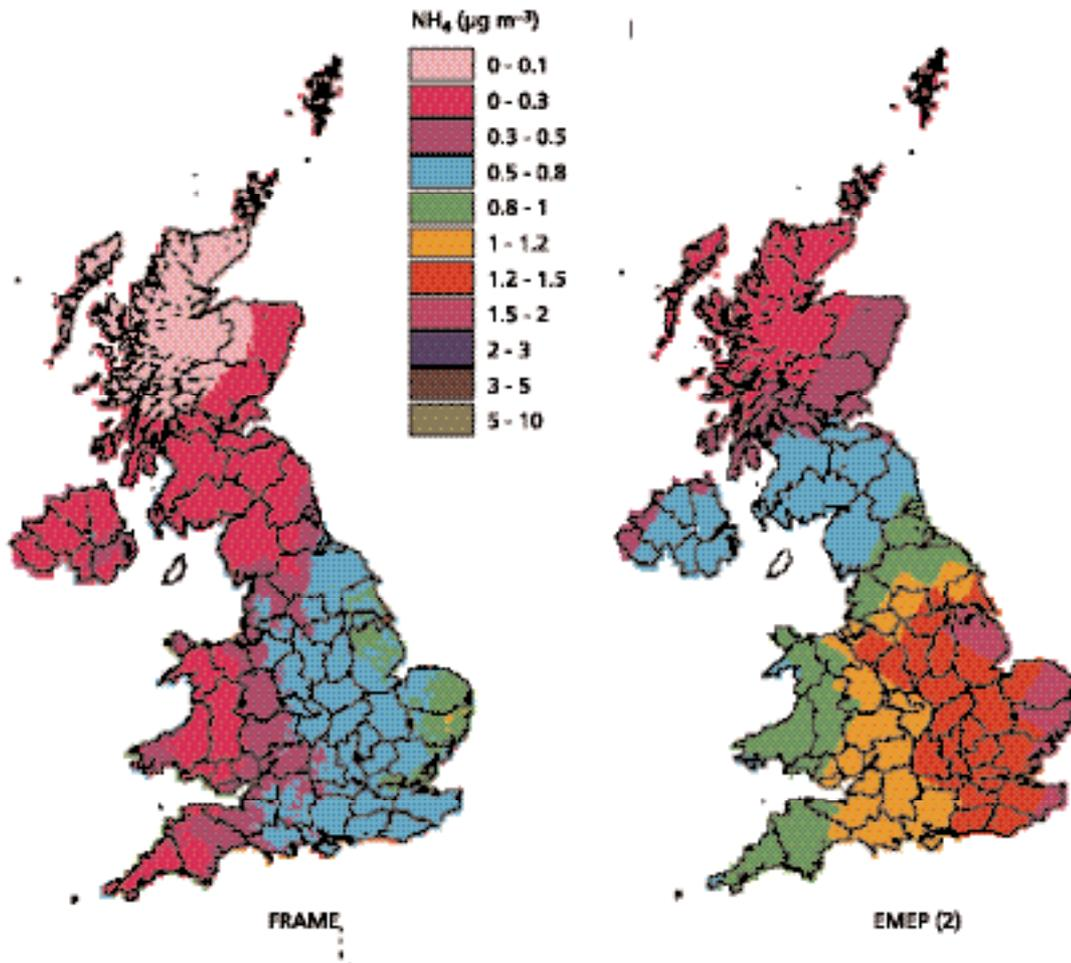 NH₄ (µg m⁻³)
0 - 0.1
0 - 0.3
0.3 - 0.5
0.5 - 0.8
0.8 - 1
1 - 1.2
1.2 - 1.5
1.5 - 2
2 - 3
3 - 5
5 - 10
FRAME
EMEP (2)